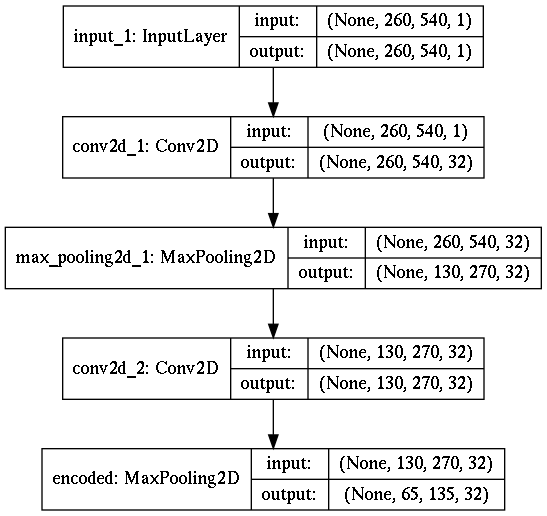 input_1: InputLayer
input:
(None, 260, 540, 1)
output:
(None, 260, 540, 1)
conv2d_1: Conv2D
input:
(None, 260, 540, 1)
output:
(None, 260, 540, 32)
max_pooling2d_1: MaxPooling2D
input:
(None, 260, 540, 32)
output:
(None, 130, 270, 32)
conv2d_2: Conv2D
input:
(None, 130, 270, 32)
output:
(None, 130, 270, 32)
encoded: MaxPooling2D
input:
(None, 130, 270, 32)
output:
(None, 65, 135, 32)